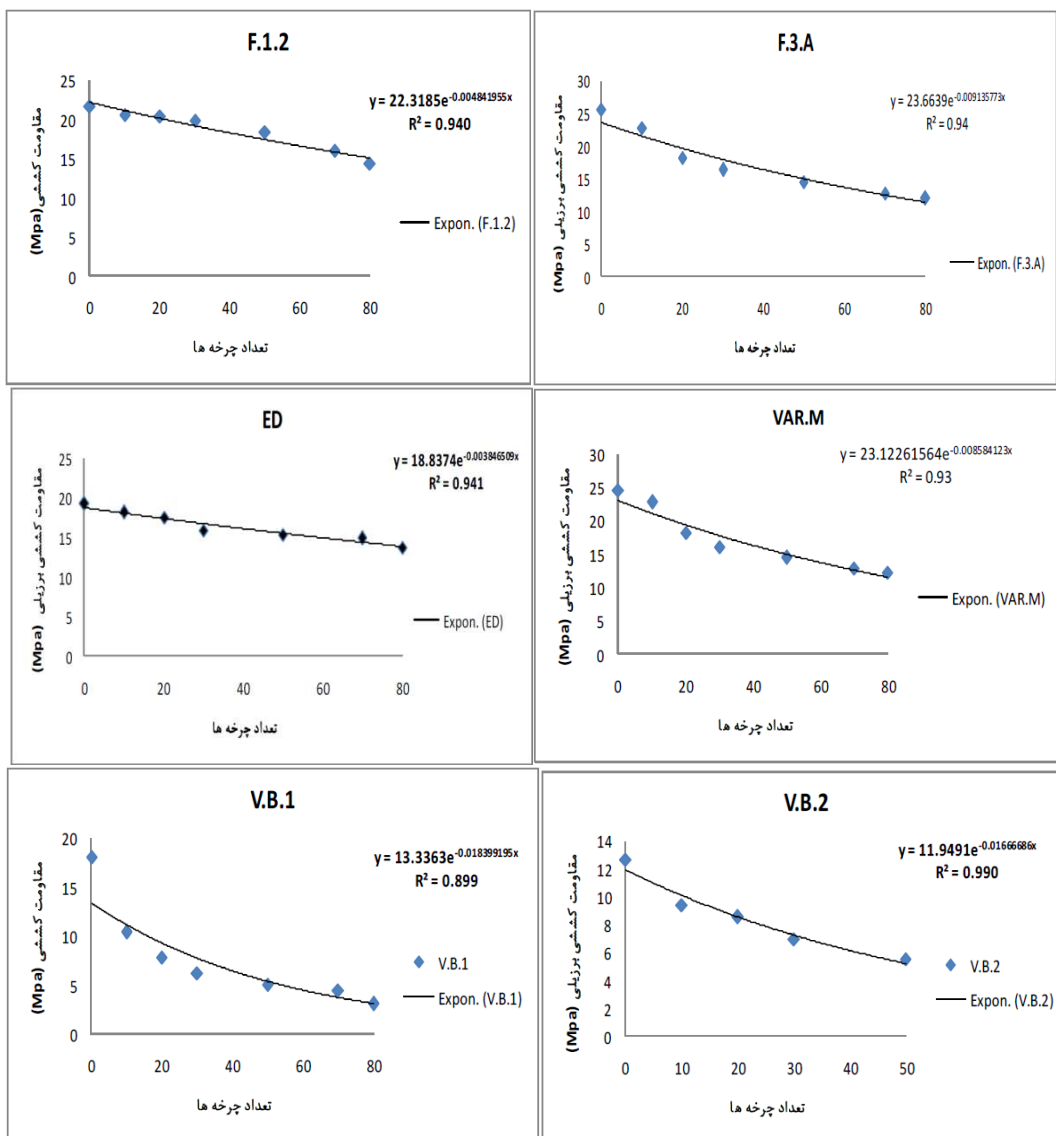 F.1.2
y = 22.3185e^-0.004841955x
R² = 0.940
25
20
15
10
5
0
0 20 40 60 80
مقاومت کششی(Mpa)
تعداد چرخه ها
Expon. (F.1.2)
F.3.A
y = 23.6639e^-0.009135773x
R² = 0.94
30
25
20
15
10
5
0
0 20 40 60 80
مقاومت کششی برزیلی (Mpa)
تعداد چرخه ها
Expon. (F.3.A)
ED
y = 18.8374e^-0.003846509x
R² = 0.941
25
20
15
10
5
0
0 20 40 60 80
مقاومت کششی برزیلی (Mpa)
تعداد چرخه ها
Expon. (ED)
VAR.M
y = 23.12261564e^-0.008584123x
R² = 0.93
30
25
20
15
10
5
0
0 20 40 60 80
مقاومت کششی برزیلی (Mpa)
تعداد چرخه ها
Expon. (VAR.M)
V.B.1
y = 13.3363e^-0.018399195x
R² = 0.899
20
15
10
5
0
0 20 40 60 80
مقاومت کششی (Mpa)
تعداد چرخه ها
V.B.1
Expon. (V.B.1)
V.B.2
y = 11.9491e^-0.01666686x
R² = 0.990
14
12
10
8
6
4
2
0
0 10 20 30 40 50
مقاومت کششی برزیلی (Mpa)
تعداد چرخه ها
V.B.2
Expon. (V.B.2)